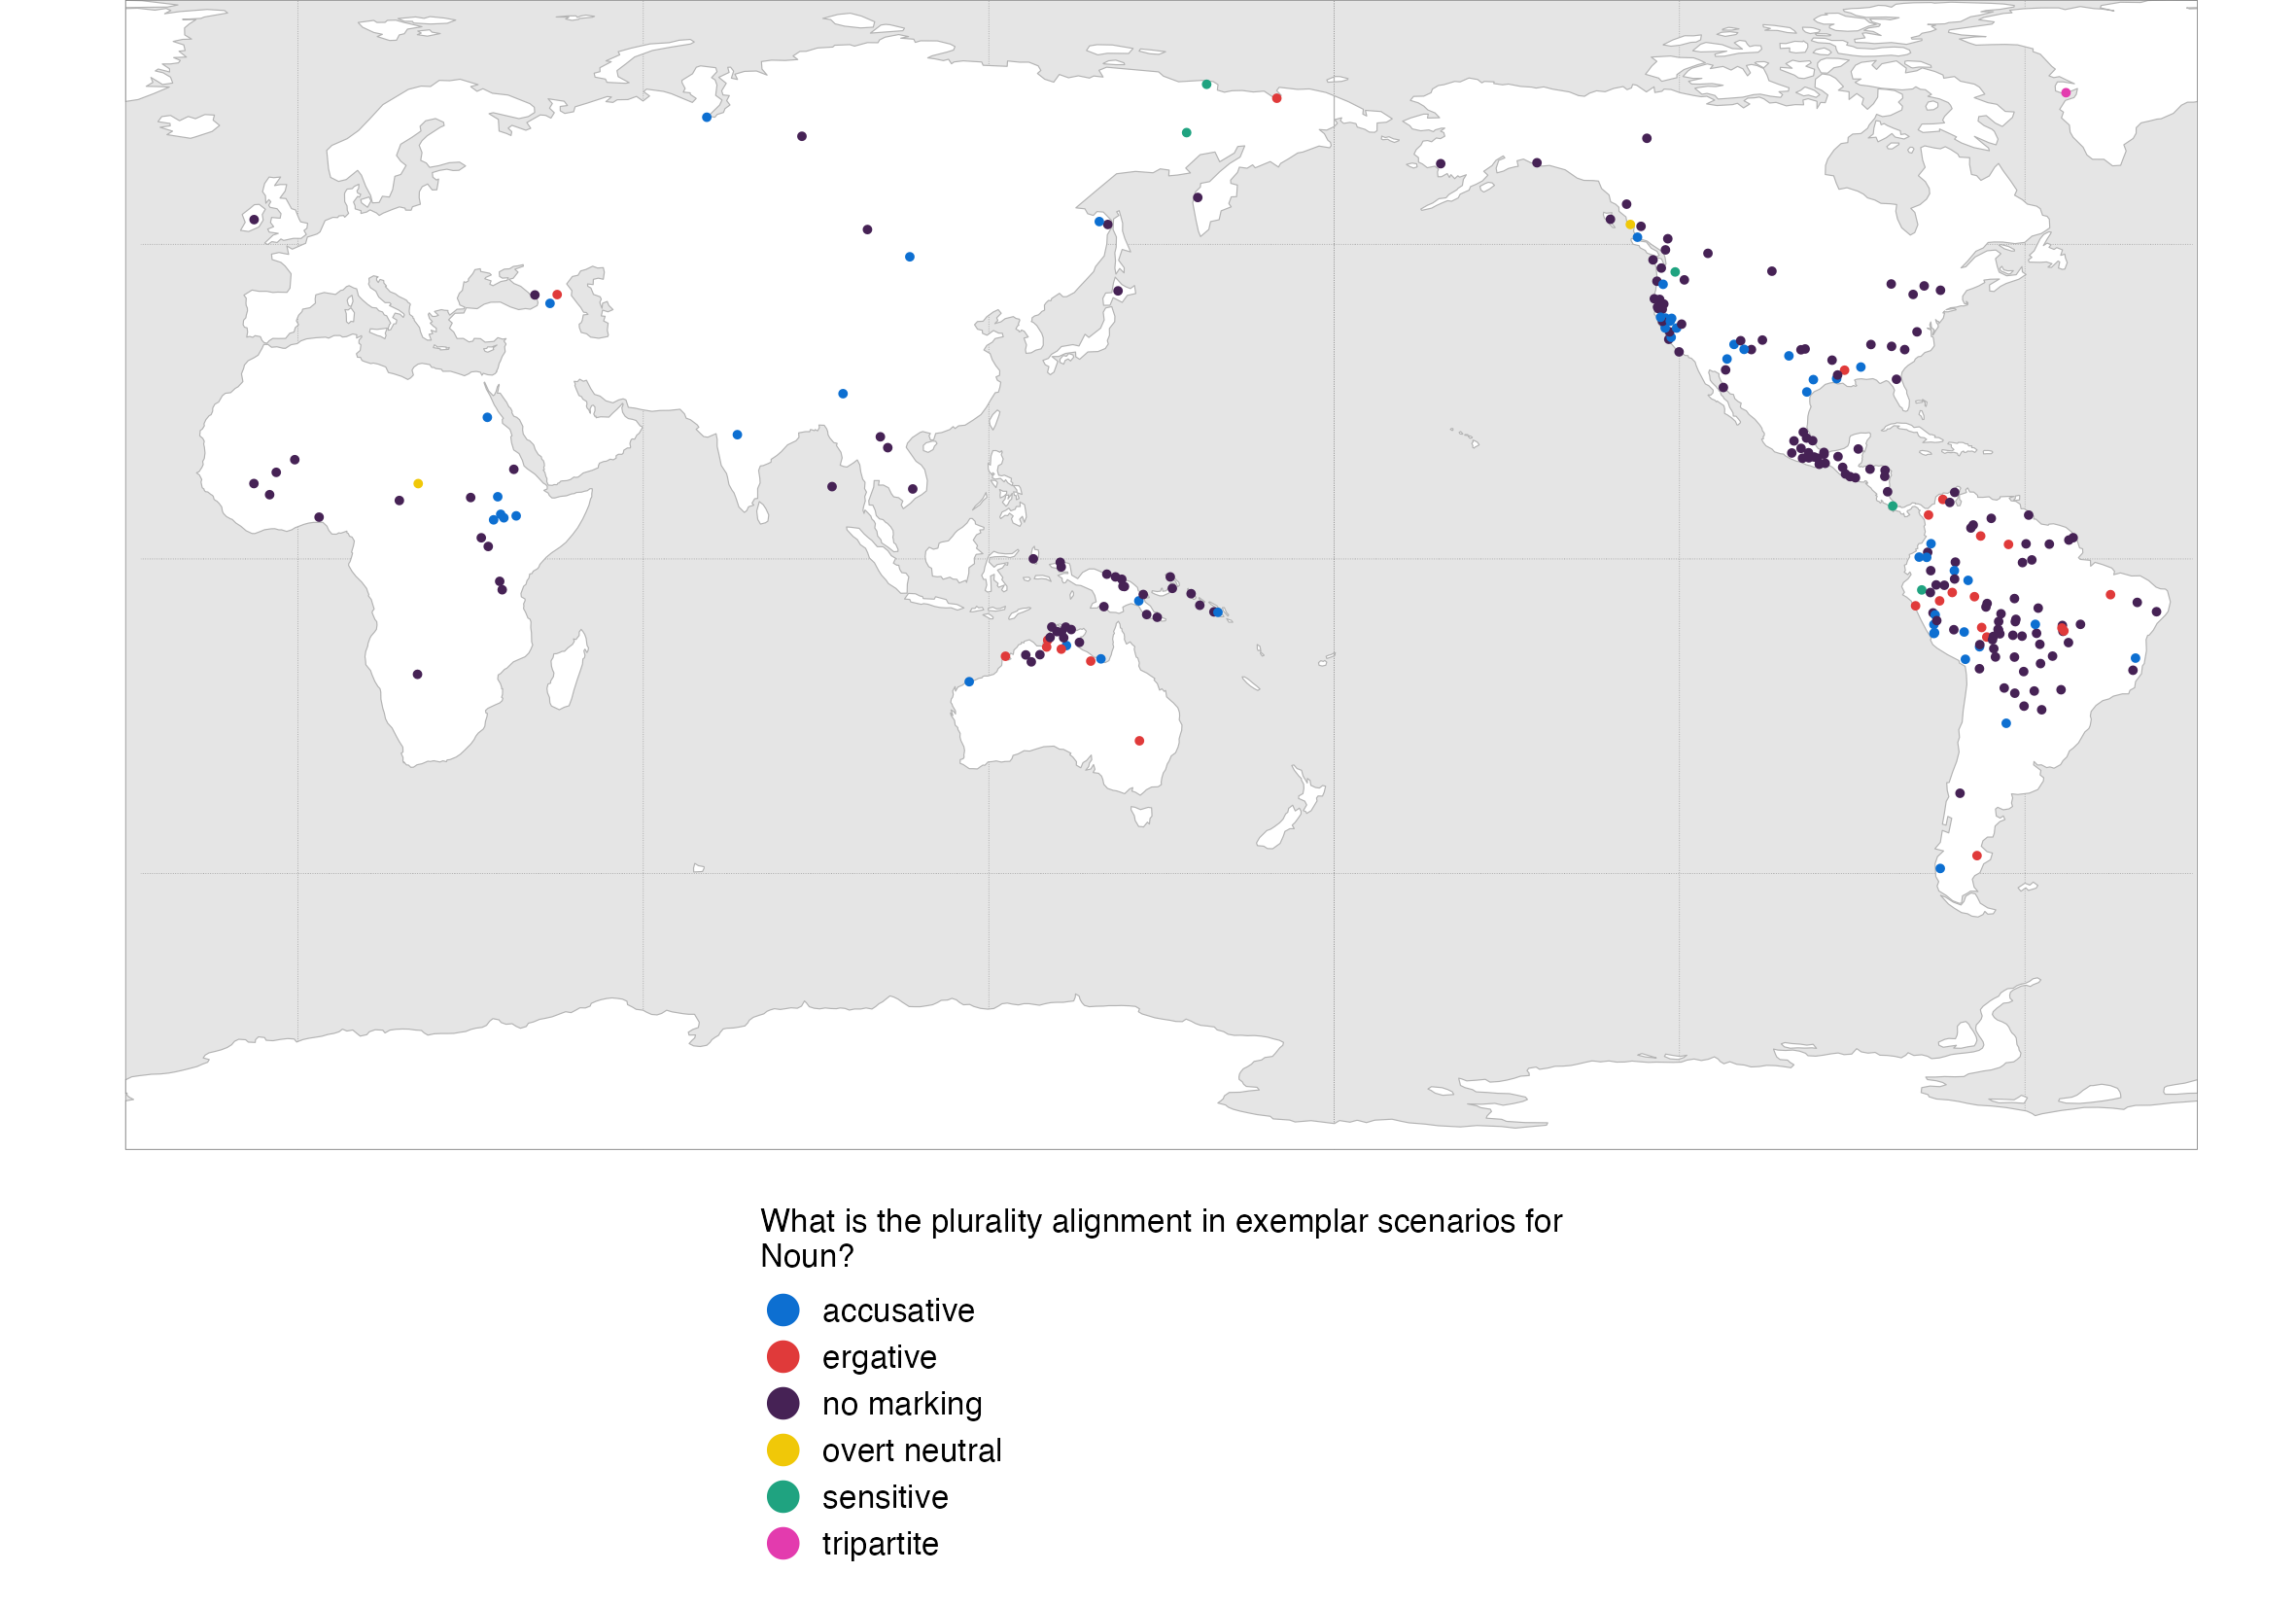 What is the plurality alignment in exemplar scenarios for
Noun?
accusative
ergative
no marking
overt neutral
sensitive
tripartite